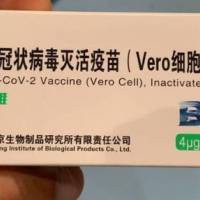 冠状病毒灭活疫苗（Vero细胞
-CoV-2 Vaccine (Vero Cell), Inactivate
京生物制品研究所有限责任公司
ng Institute of Biological Products Co., Ltd.
4μg